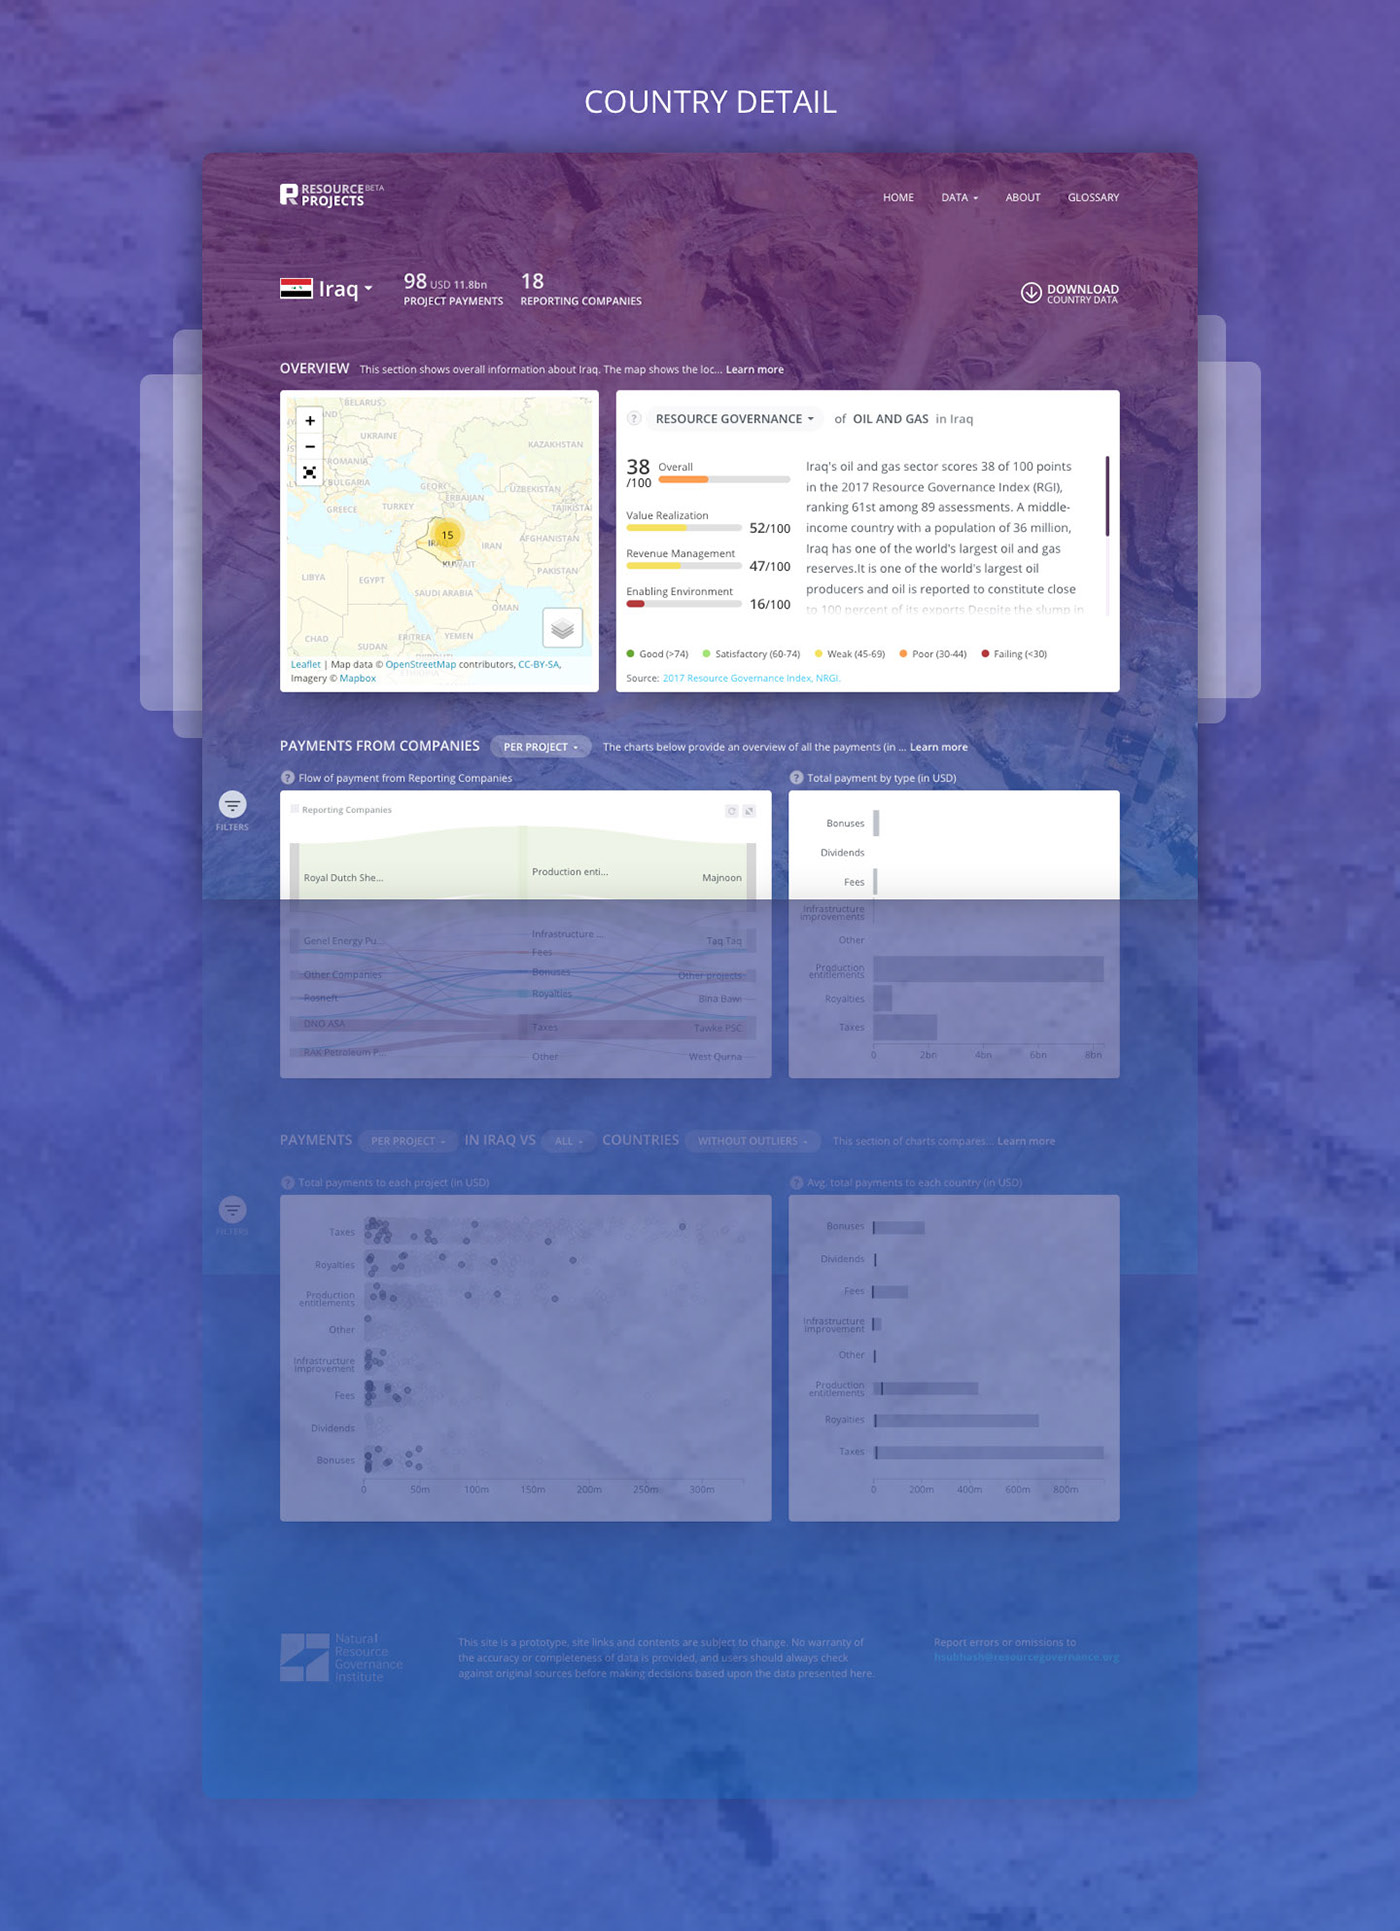 COUNTRY DETAIL
RESOURCE BETA
PROJECTS
HOME
DATA
ABOUT
GLOSSARY
Iraq
98 USD 11.8bn
PROJECT PAYMENTS
18
REPORTING COMPANIES
DOWNLOAD
COUNTRY DATA
OVERVIEW This section shows overall information about Iraq. The map shows the loc... Learn more
+
−
BELARUS
UKRAINE
KAZAKHSTAN
ROMANIA
BULGARIA
UZBEKISTAN
GREECE
TURKEY
15
IRAN
AFGHANISTAN
KUWAIT
PAKISTAN
LIBYA
EGYPT
SAUDI ARABIA
OMAN
CHAD
SUDAN
ERITREA
YEMEN
Leaflet | Map data © OpenStreetMap contributors, CC-BY-SA,
Imagery © Mapbox
? RESOURCE GOVERNANCE of OIL AND GAS in Iraq
38
/100
Overall
Value Realization
52/100
Revenue Management
47/100
Enabling Environment
16/100
Iraq's oil and gas sector scores 38 of 100 points
in the 2017 Resource Governance Index (RGI),
ranking 61st among 89 assessments. A middle-
income country with a population of 36 million,
Iraq has one of the world's largest oil and gas
reserves.It is one of the world's largest oil
producers and oil is reported to constitute close
to 100 percent of its exports Despite the slump in
Good (>74) Satisfactory (60-74) Weak (45-69) Poor (30-44) Failing (<30)
Source: 2017 Resource Governance Index, NRGI.
PAYMENTS FROM COMPANIES PER PROJECT The charts below provide an overview of all the payments (in ... Learn more
? Flow of payment from Reporting Companies
FILTERS
Reporting Companies
Royal Dutch She...
Production enti...
Majnoon
Genel Energy Pu...
Infrastructure ...
Taq Taq
Fees
Other Companies
Bonuses
Other projects
Rosneft
Royalties
Bina Bawi
DNO ASA
Taxes
Tawke PSC
RAK Petroleum P...
Other
West Qurna
? Total payment by type (in USD)
Bonuses
Dividends
Fees
Infrastructure
improvements
Other
Production
entitlements
Royalties
Taxes
0 2bn 4bn 6bn 8bn
PAYMENTS PER PROJECT IN IRAQ VS ALL COUNTRIES WITHOUT OUTLIERS This section of charts compares... Learn more
? Total payments to each project (in USD)
FILTERS
Taxes
Royalties
Production
entitlements
Other
Infrastructure
improvement
Fees
Dividends
Bonuses
0 50m 100m 150m 200m 250m 300m
? Avg. total payments to each country (in USD)
Bonuses
Dividends
Fees
Infrastructure
improvement
Other
Production
entitlements
Royalties
Taxes
0 200m 400m 600m 800m
Natural
Resource
Governance
Institute
This site is a prototype, site links and contents are subject to change. No warranty of
the accuracy or completeness of data is provided, and users should always check
against original sources before making decisions based upon the data presented here.
Report errors or omissions to
hsubhash@resourcegovernance.org